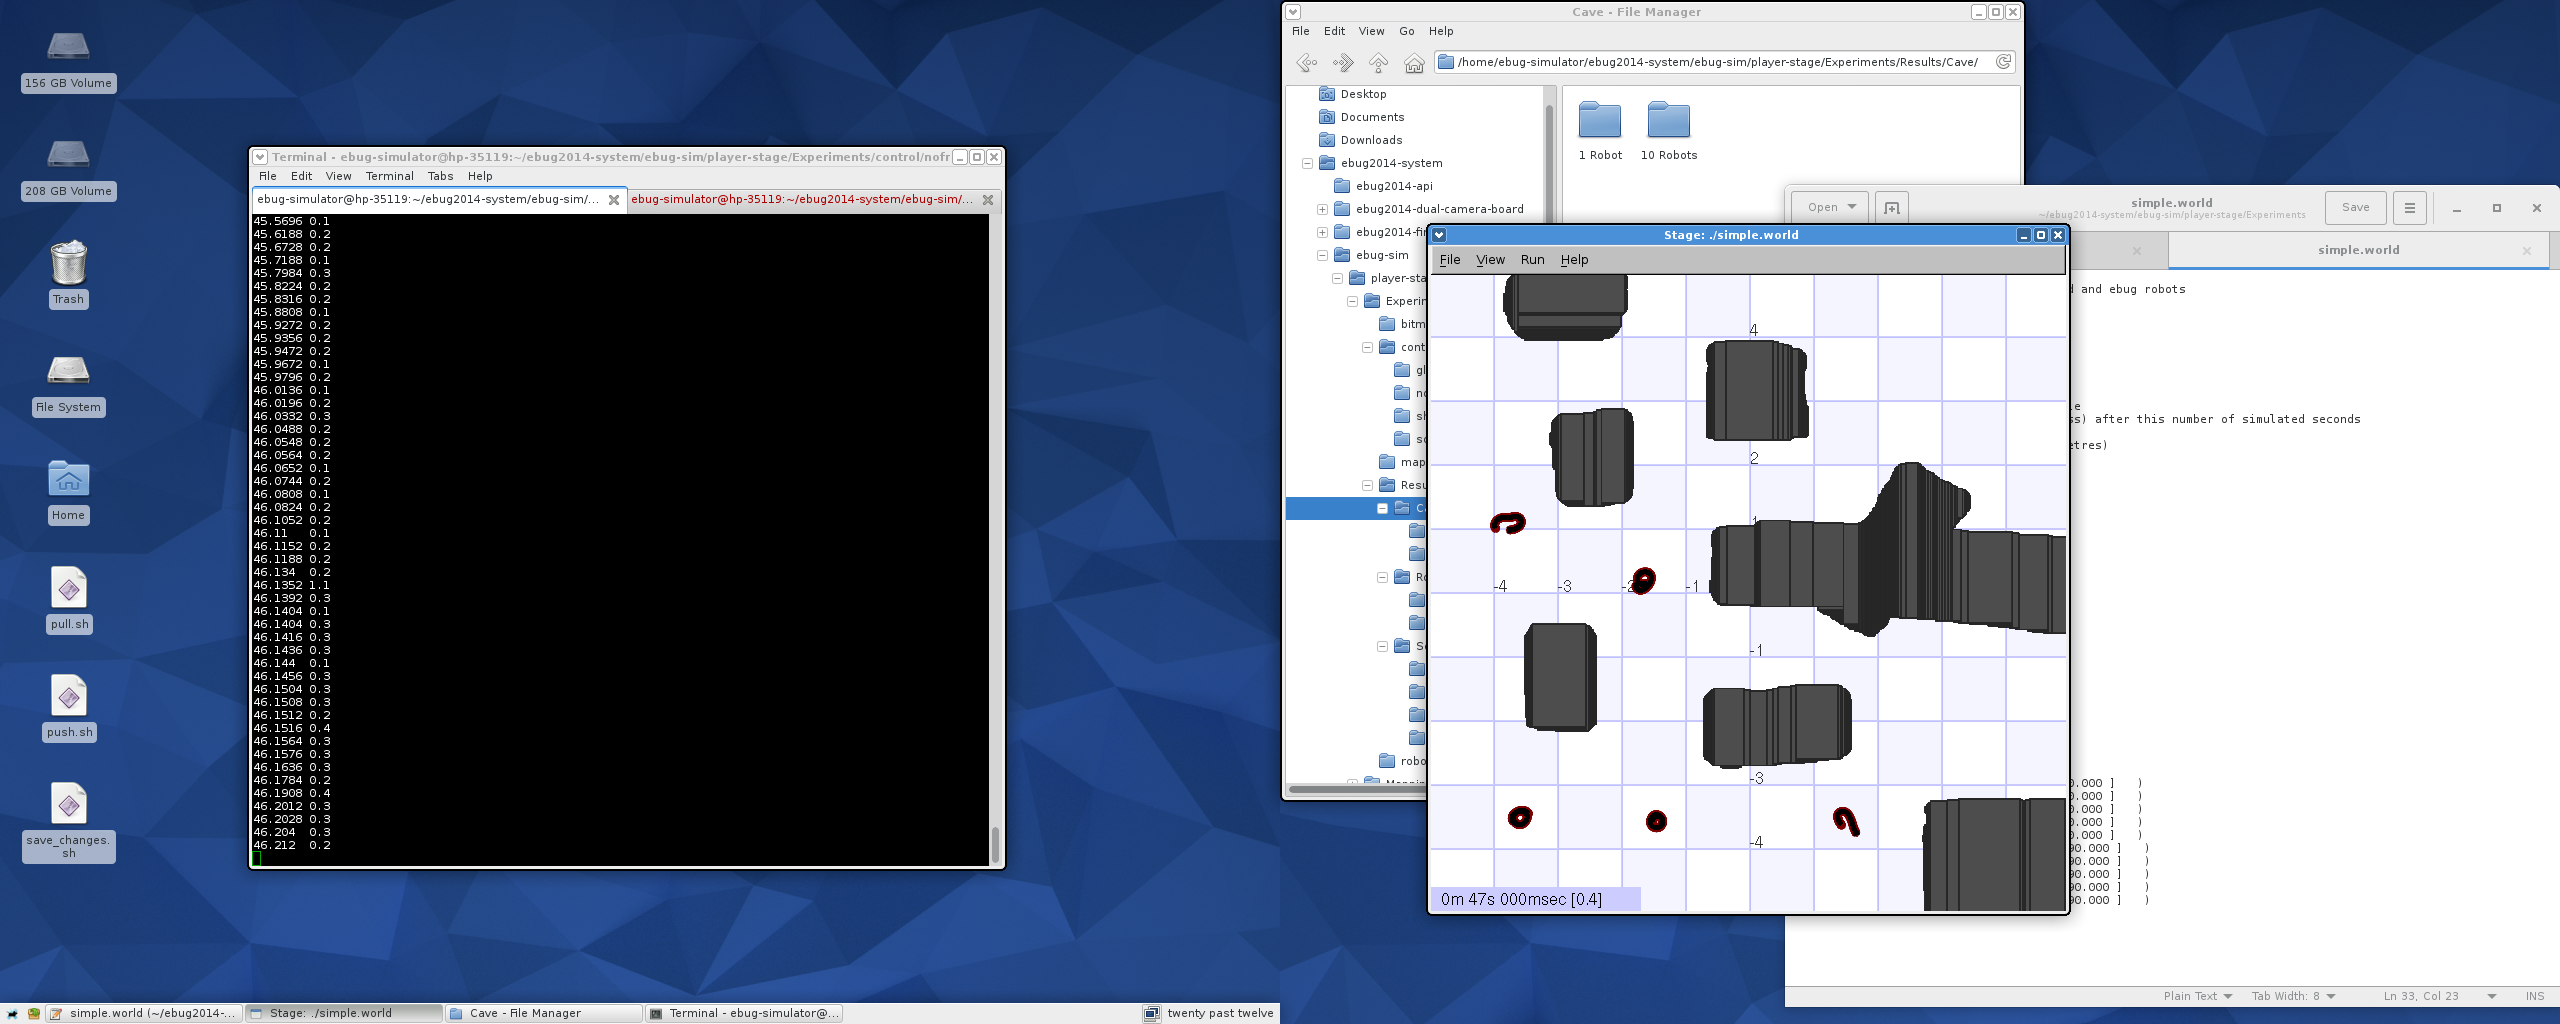 156 GB Volume
208 GB Volume
Trash
File System
Home
pull.sh
push.sh
save_changes.
sh
Terminal - ebug-simulator@hp-35119:~/ebug2014-system/ebug-sim/player-stage/Experiments/control/nofr
File Edit View Terminal Tabs Help
ebug-simulator@hp-35119:~/ebug2014-system/ebug-sim/... ebug-simulator@hp-35119:~/ebug2014-system/ebug-sim/...
45.5696 0.1
45.6188 0.2
45.6728 0.2
45.7188 0.1
45.7984 0.3
45.8224 0.2
45.8316 0.2
45.8808 0.1
45.9272 0.2
45.9356 0.2
45.9472 0.2
45.9672 0.1
45.9796 0.2
46.0136 0.1
46.0196 0.2
46.0332 0.3
46.0488 0.2
46.0548 0.2
46.0564 0.2
46.0652 0.1
46.0744 0.2
46.0808 0.1
46.0824 0.2
46.1052 0.2
46.11 0.1
46.1152 0.2
46.1188 0.2
46.134 0.2
46.1352 1.1
46.1392 0.3
46.1404 0.1
46.1404 0.3
46.1416 0.3
46.1436 0.3
46.144 0.1
46.1456 0.3
46.1504 0.3
46.1508 0.3
46.1512 0.2
46.1516 0.4
46.1564 0.3
46.1576 0.3
46.1636 0.3
46.1784 0.2
46.1908 0.4
46.2012 0.3
46.2028 0.3
46.204 0.3
46.212 0.2
Cave - File Manager
File Edit View Go Help
/home/ebug-simulator/ebug2014-system/ebug-sim/player-stage/Experiments/Results/Cave/
Desktop
Documents
Downloads
ebug2014-system
ebug2014-api
ebug2014-dual-camera-board
ebug2014-fir
ebug-sim
player-sta
Experin
bitm
cont
gl
no
sh
sc
map
Resu
C
Ro
S
robo
1 Robot 10 Robots
Open
simple.world
~/ebug2014-system/ebug-sim/player-stage/Experiments
Save
simple.world
d and ebug robots
le
ss) after this number of simulated seconds
etres)
0.000 ] )
0.000 ] )
0.000 ] )
0.000 ] )
0.000 ] )
90.000 ] )
90.000 ] )
90.000 ] )
90.000 ] )
90.000 ] )
Plain Text Tab Width: 8 Ln 33, Col 23 INS
Stage: ./simple.world
File View Run Help
4
2
1
-4 -3 -2 -1
-1
-3
-4
0m 47s 000msec [0.4]
simple.world (~/ebug2014-... Stage: ./simple.world Cave - File Manager Terminal - ebug-simulator@... twenty past twelve